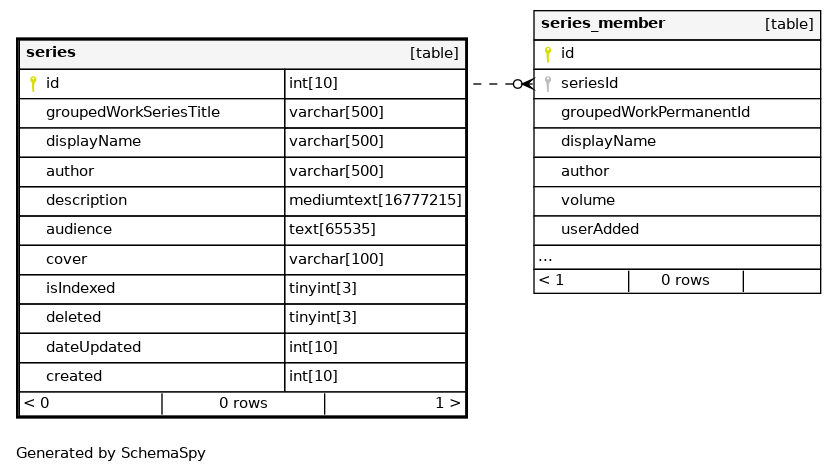 series [table]
id int[10]
groupedWorkSeriesTitle varchar[500]
displayName varchar[500]
author varchar[500]
description mediumtext[16777215]
audience text[65535]
cover varchar[100]
isIndexed tinyint[3]
deleted tinyint[3]
dateUpdated int[10]
created int[10]
< 0 0 rows 1 >
series_member [table]
id
seriesId
groupedWorkPermanentId
displayName
author
volume
userAdded
...
< 1 0 rows
Generated by SchemaSpy